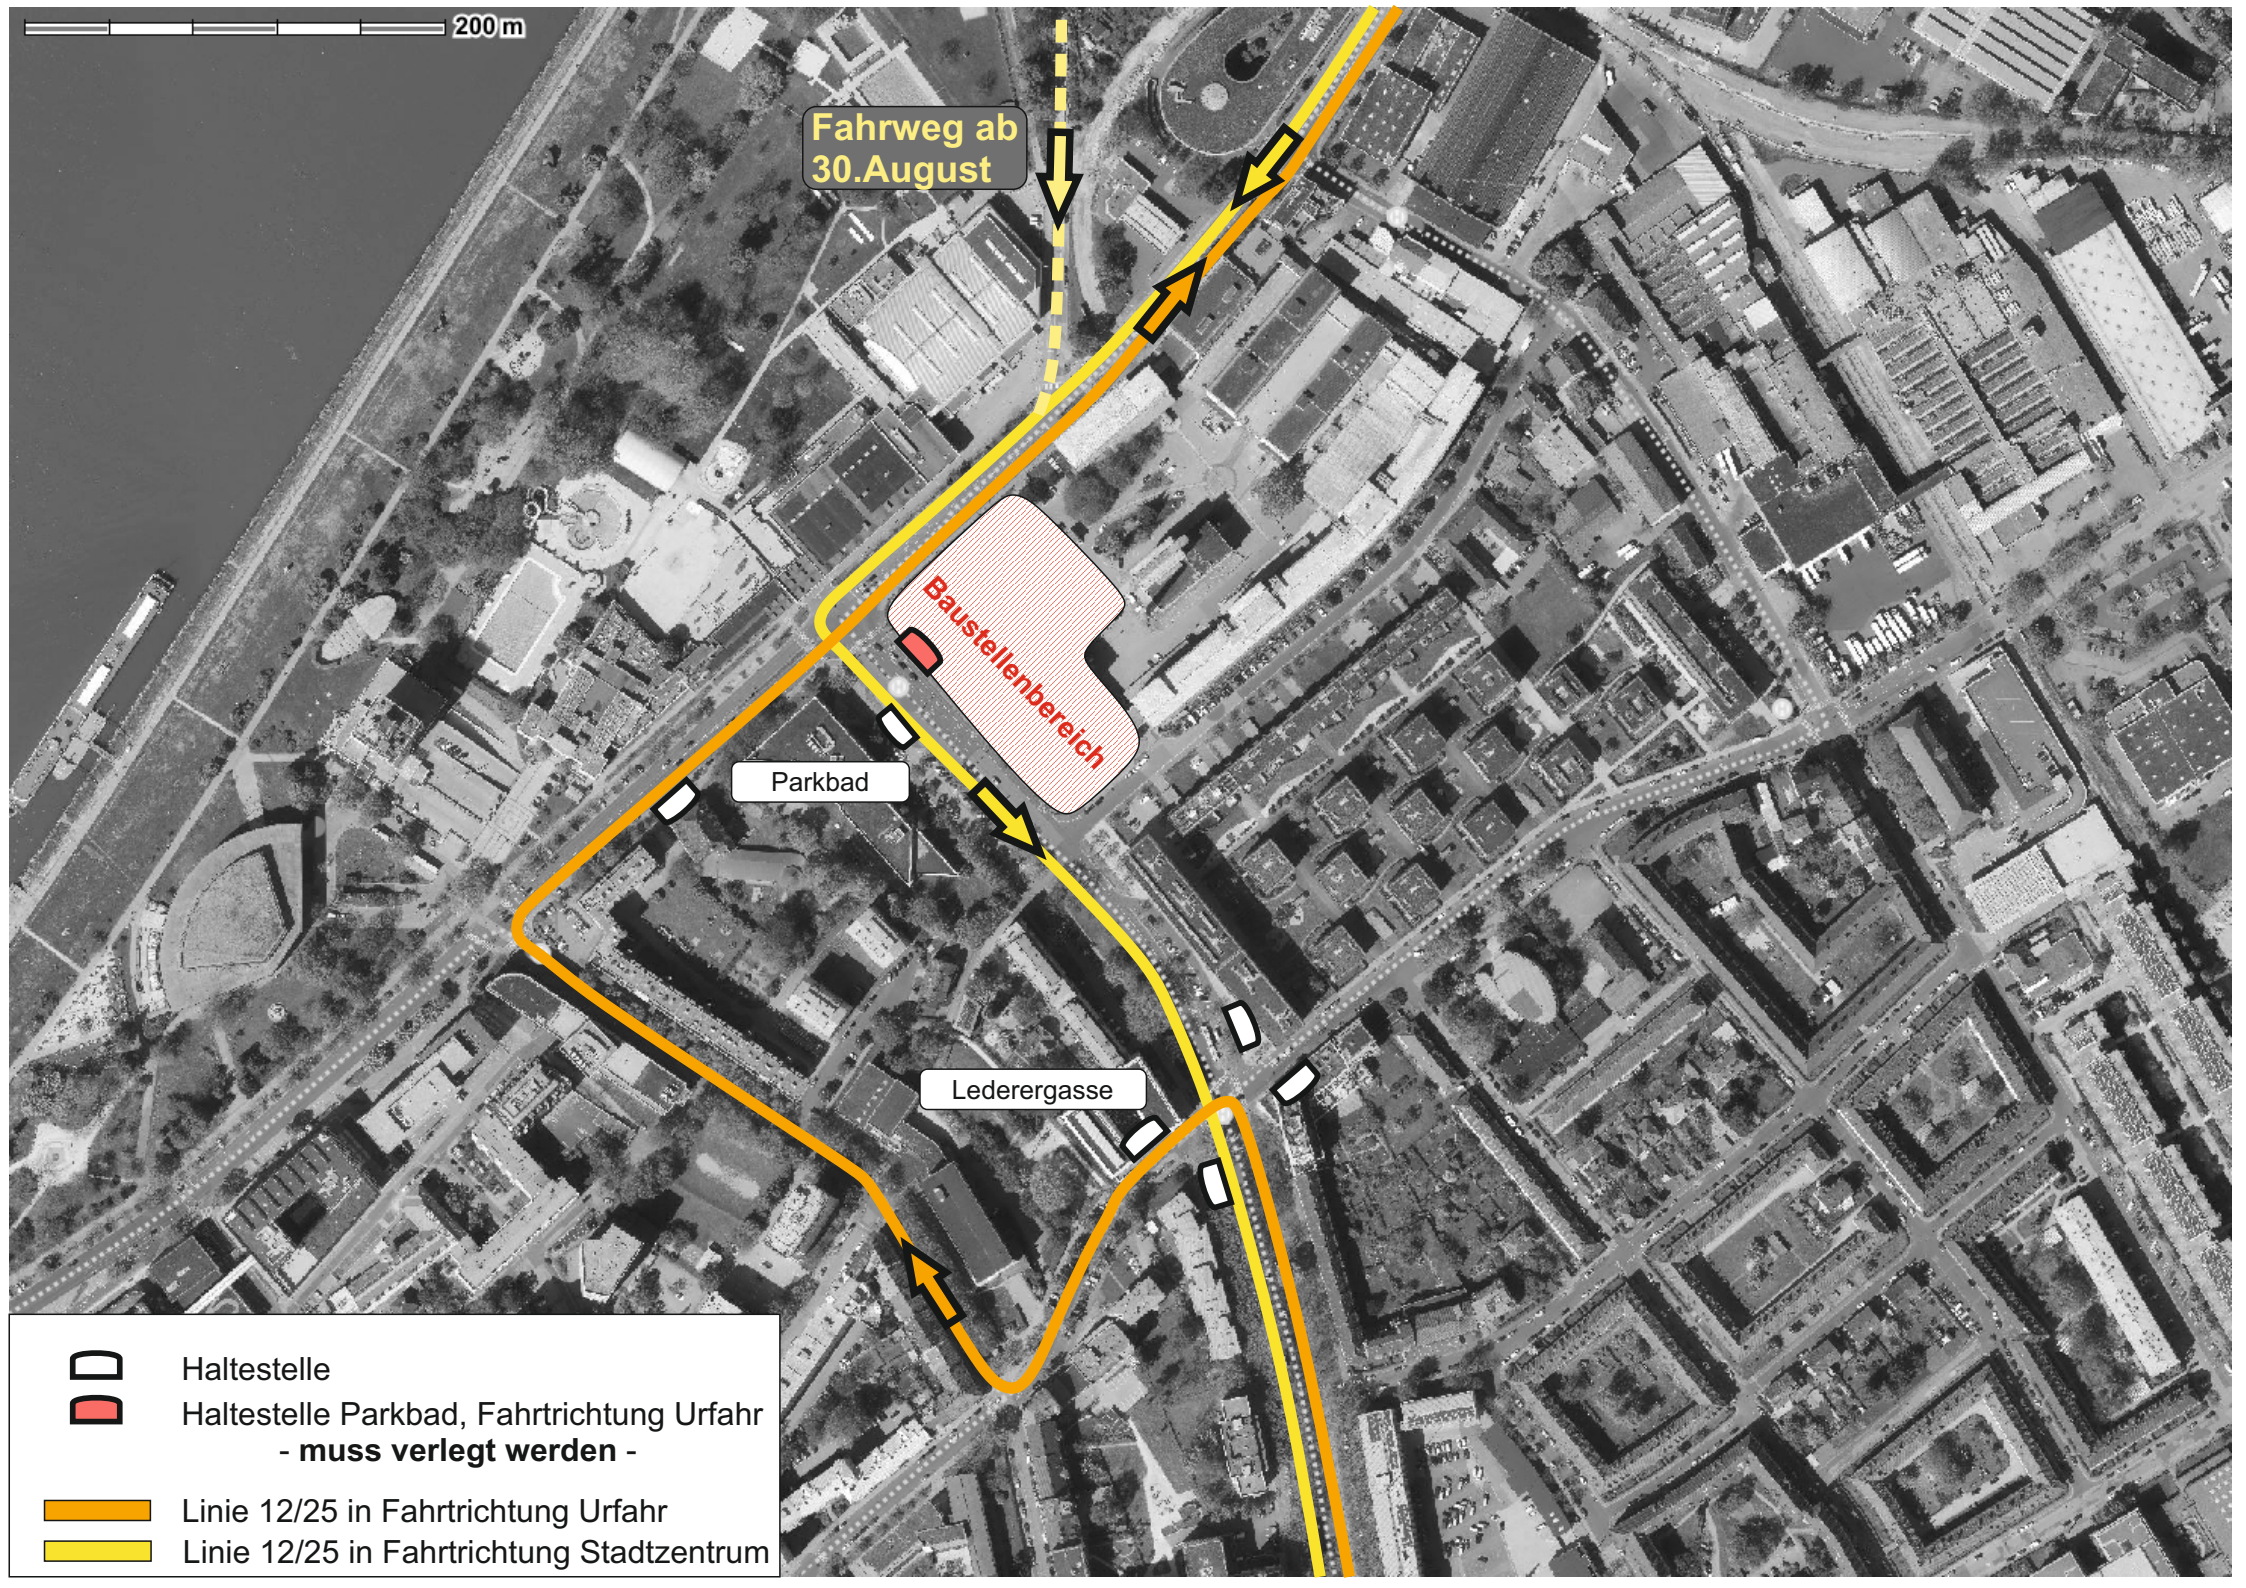 200 m
Fahrweg ab
30.August
Baustellenbereich
Parkbad
Lederergasse
Haltestelle
Haltestelle Parkbad, Fahrtrichtung Urfahr
- muss verlegt werden -
Linie 12/25 in Fahrtrichtung Urfahr
Linie 12/25 in Fahrtrichtung Stadtzentrum